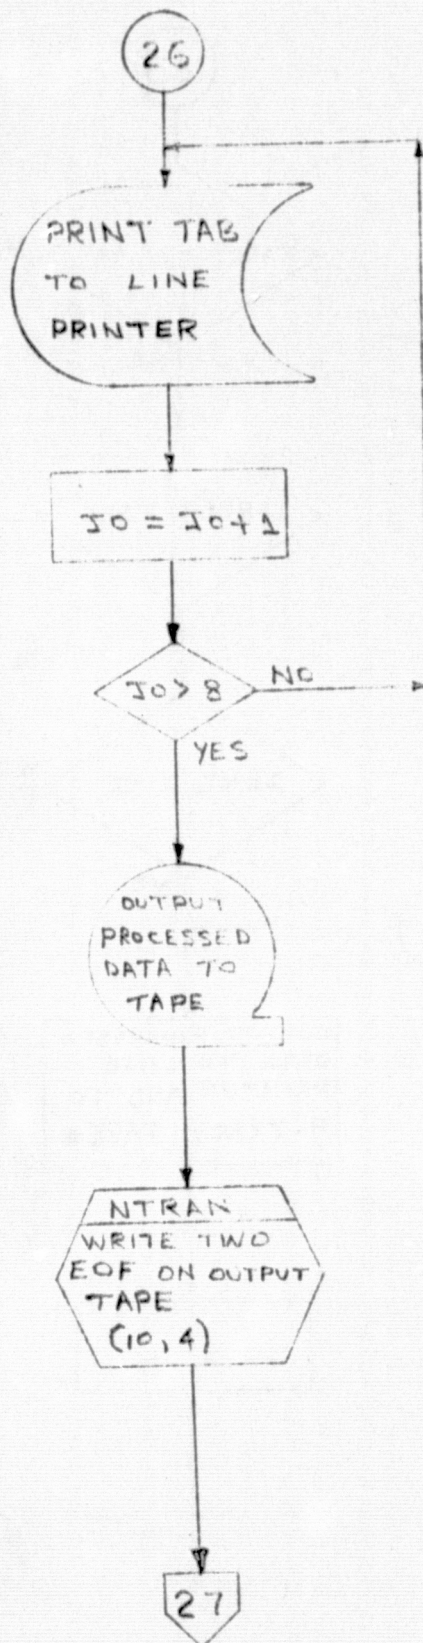 26
PRINT TAB
TO LINE
PRINTER
JO = JO+1
JO > 8
NO
YES
OUTPUT
PROCESSED
DATA TO
TAPE
NTRAN
WRITE TWO
EOF ON OUTPUT
TAPE
(10,4)
27